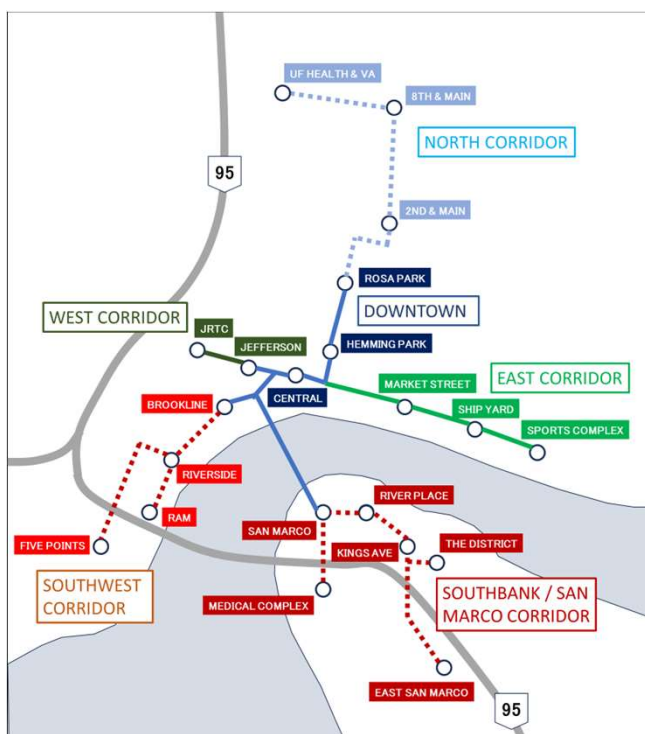 UF HEALTH & VA
8TH & MAIN
NORTH CORRIDOR
95
2ND & MAIN
ROSA PARK
WEST CORRIDOR
DOWNTOWN
JRTC
JEFFERSON
HEMMING PARK
EAST CORRIDOR
MARKET STREET
CENTRAL
BROOKLINE
SHIP YARD
SPORTS COMPLEX
RIVERSIDE
RIVER PLACE
RAM
SAN MARCO
FIVE POINTS
KINGS AVE
THE DISTRICT
SOUTHWEST
CORRIDOR
MEDICAL COMPLEX
SOUTHBANK / SAN
MARCO CORRIDOR
EAST SAN MARCO
95